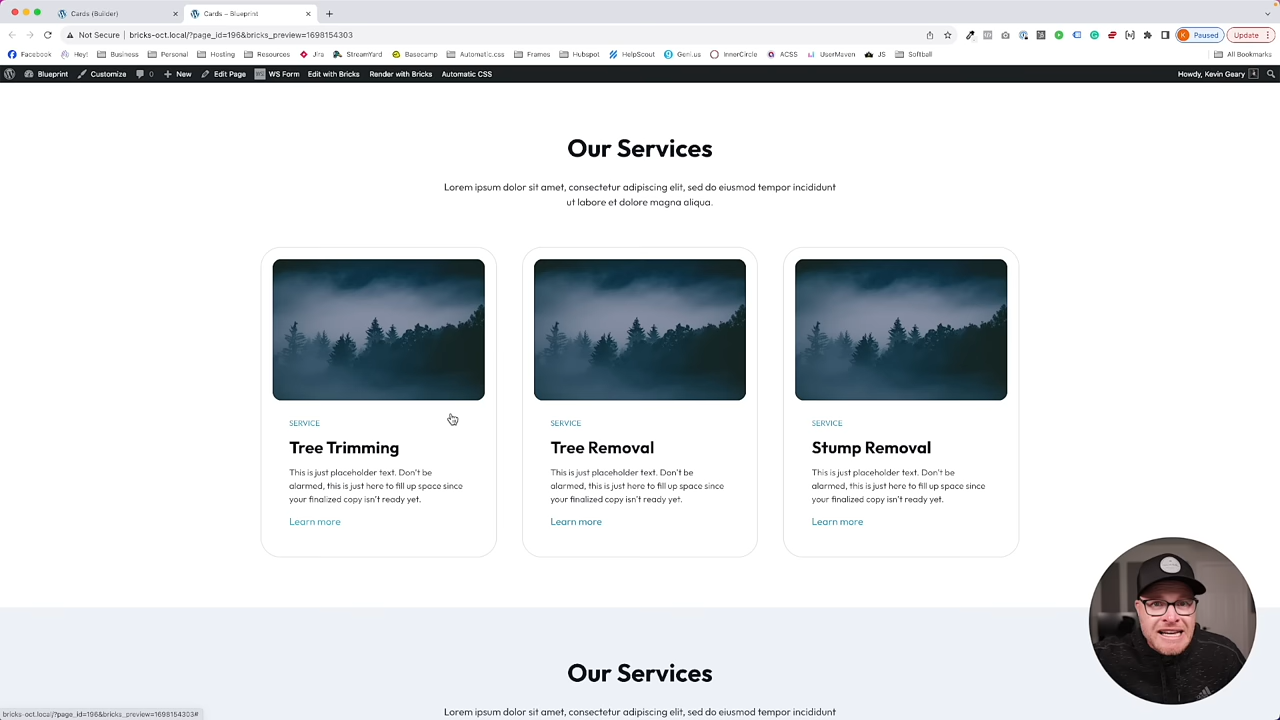 Cards (Builder)
Cards – Blueprint
Not Secure
bricks-oct.local/?page_id=196&bricks_preview=1698154303
Paused
Update
Facebook
Hey!
Business
Personal
Hosting
Resources
Jira
StreamYard
Basecamp
Automatic.css
Frames
Hubspot
HelpScout
Geni.us
InnerCircle
ACSS
UserMaven
JS
Softball
All Bookmarks
Blueprint
Customize
0
New
Edit Page
WS Form
Edit with Bricks
Render with Bricks
Automatic CSS
Howdy, Kevin Geary
Our Services
Lorem ipsum dolor sit amet, consectetur adipiscing elit, sed do eiusmod tempor incididunt
ut labore et dolore magna aliqua.
SERVICE
Tree Trimming
This is just placeholder text. Don't be
alarmed, this is just here to fill up space since
your finalized copy isn't ready yet.
Learn more
SERVICE
Tree Removal
This is just placeholder text. Don't be
alarmed, this is just here to fill up space since
your finalized copy isn't ready yet.
Learn more
SERVICE
Stump Removal
This is just placeholder text. Don't be
alarmed, this is just here to fill up space since
your finalized copy isn't ready yet.
Learn more
Our Services
Lorem ipsum dolor sit amet, consectetur adipiscing elit, sed do eiusmod tempor incididunt
bricks-oct.local/?page_id=196&bricks_preview=1698154303#